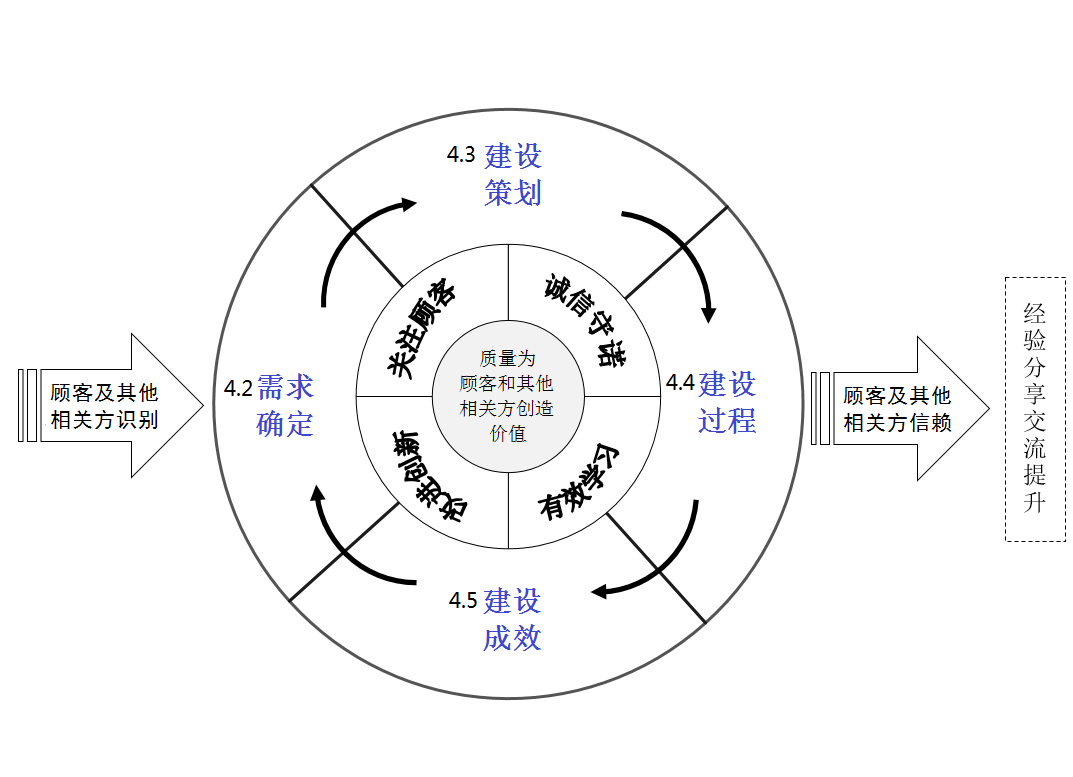 4.3 建设
策划
关注顾客
诚信守诺
质量为
顾客和其他
相关方创造
价值
顾客及其他
相关方识别
4.2 需求
确定
4.4 建设
过程
顾客及其他
相关方信赖
经验分享交流提升
改进创新
有效学习
4.5 建设
成效